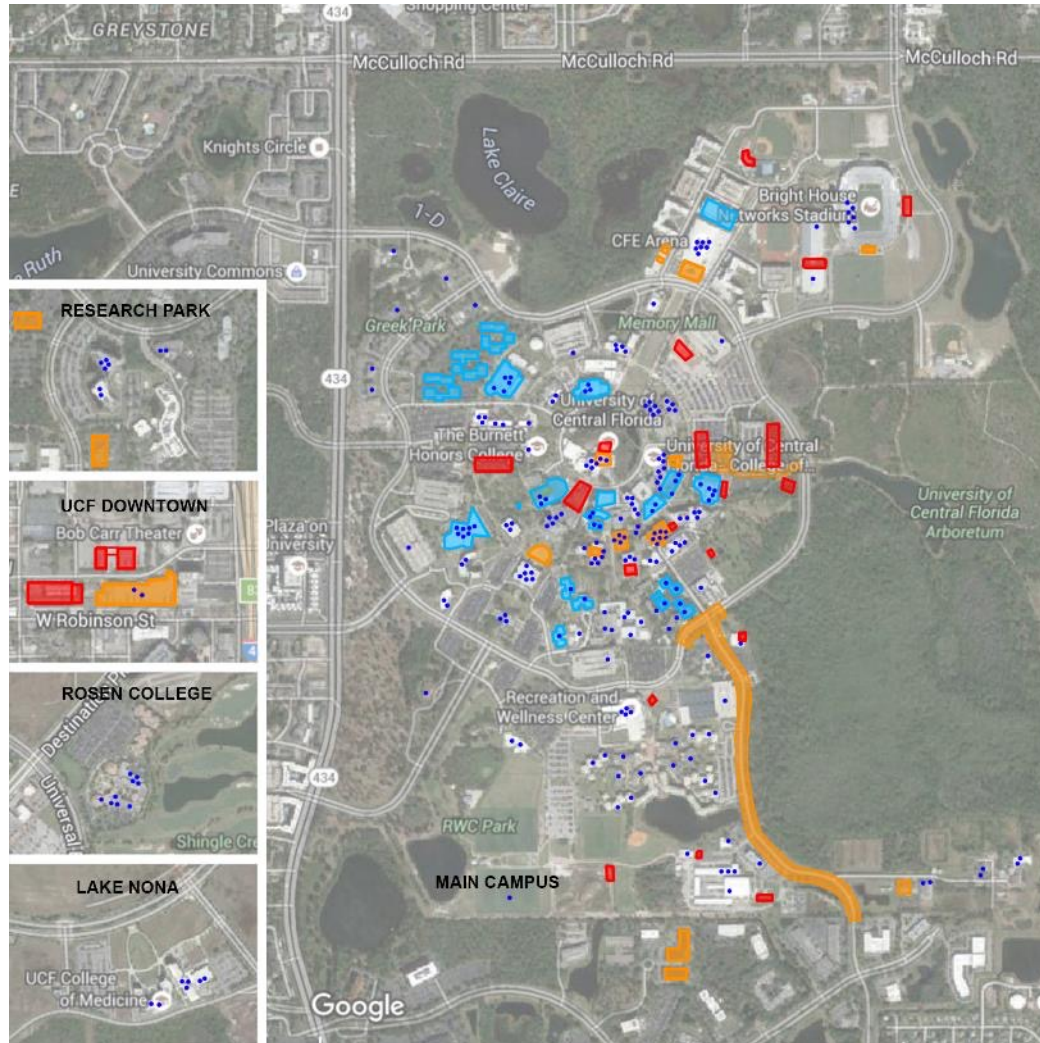 434
Shopping Center
GREYSTONE
McCulloch Rd
McCulloch Rd
McCulloch Rd
Knights Circle
Lake Claire
1-D
Bright House
Networks Stadium
CFE Arena
Ruth
University Commons
RESEARCH PARK
Greek Park
Memory Mall
434
University of
Central Florida
The Burnett
Honors College
University of Central
Florida - College of...
UCF DOWNTOWN
Bob Carr Theater
W Robinson St
4
Plaza on
University
University of
Central Florida
Arboretum
ROSEN COLLEGE
Destination
Universal
Shingle Cre
Recreation and
Wellness Center
434
RWC Park
LAKE NONA
MAIN CAMPUS
UCF College
of Medicine
Google